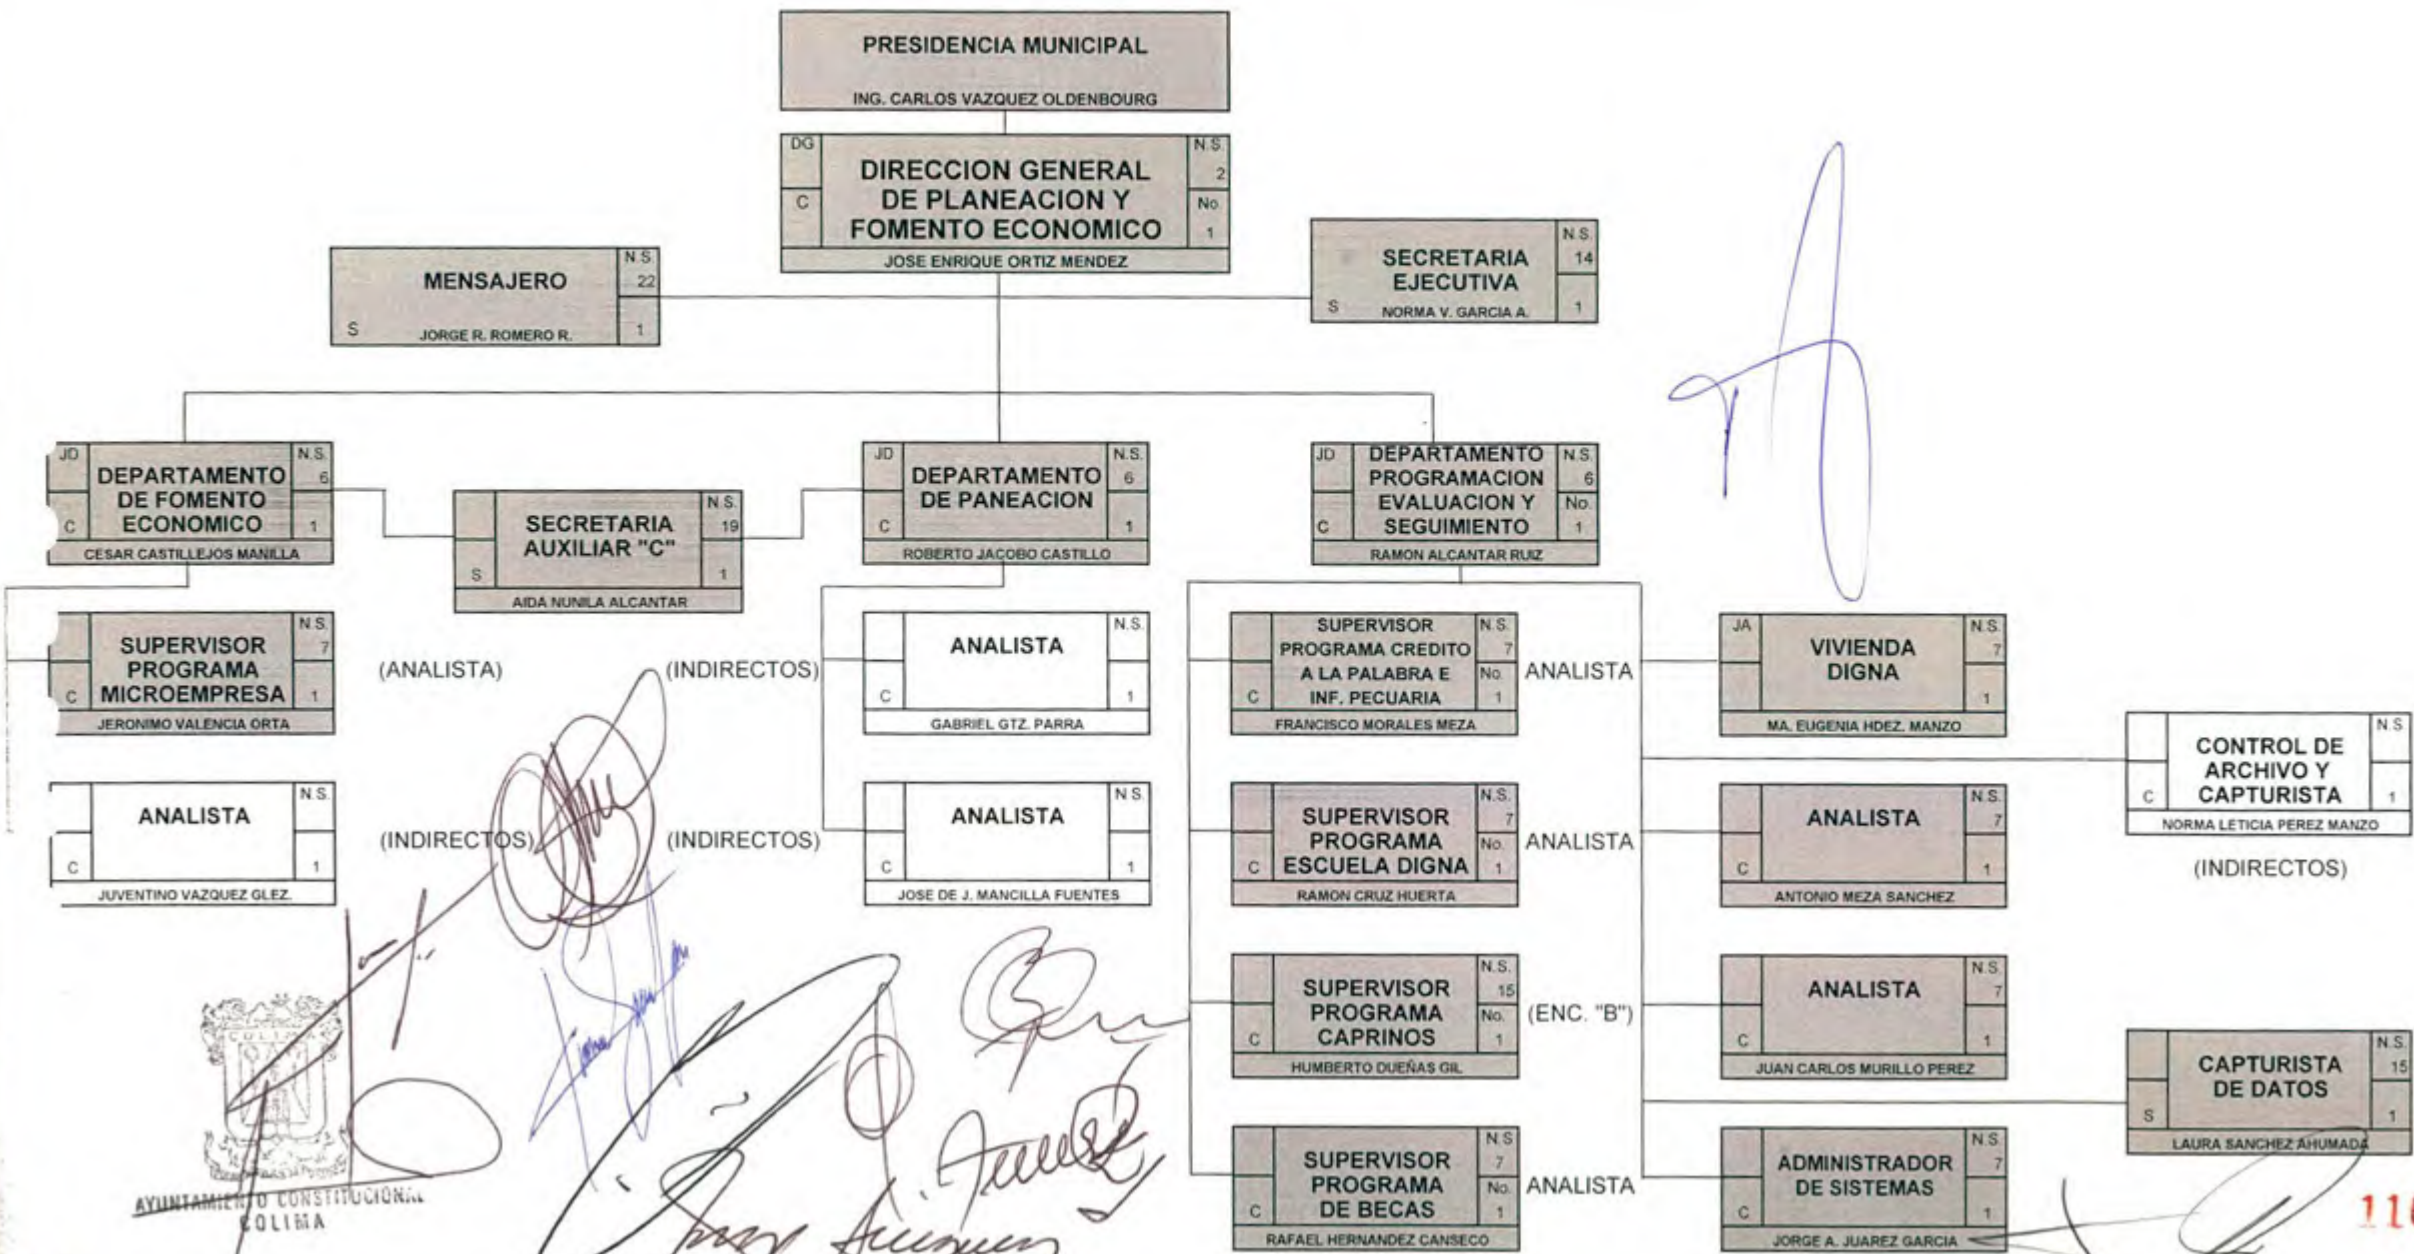 PRESIDENCIA MUNICIPAL
ING. CARLOS VAZQUEZ OLDENBOURG
DG
N.S.
2
DIRECCION GENERAL
DE PLANEACION Y
FOMENTO ECONOMICO
C
No
1
JOSE ENRIQUE ORTIZ MENDEZ
MENSAJERO
N.S.
22
S
JORGE R. ROMERO R.
1
SECRETARIA
EJECUTIVA
N.S.
14
S
NORMA V. GARCIA A.
1
JD
DEPARTAMENTO
DE FOMENTO
ECONOMICO
N.S.
6
C
1
CESAR CASTILLEJOS MANILLA
SECRETARIA
AUXILIAR "C"
N.S.
19
S
1
AIDA NUNILA ALCANTAR
JD
DEPARTAMENTO
DE PANEACION
N.S.
6
C
1
ROBERTO JACOBO CASTILLO
JD
DEPARTAMENTO
PROGRAMACION
EVALUACION Y
SEGUIMIENTO
N.S.
6
No.
1
C
RAMON ALCANTAR RUIZ
SUPERVISOR
PROGRAMA
MICROEMPRESA
N.S.
7
C
1
JERONIMO VALENCIA ORTA
(ANALISTA)
(INDIRECTOS)
ANALISTA
N.S.
C
1
GABRIEL GTZ. PARRA
SUPERVISOR
PROGRAMA CREDITO
A LA PALABRA E
INF. PECUARIA
N.S.
7
No.
1
C
FRANCISCO MORALES MEZA
ANALISTA
JA
VIVIENDA
DIGNA
N.S.
7
1
MA. EUGENIA HDEZ. MANZO
CONTROL DE
ARCHIVO Y
CAPTURISTA
N.S
C
1
NORMA LETICIA PEREZ MANZO
(INDIRECTOS)
ANALISTA
N.S.
C
1
JUVENTINO VAZQUEZ GLEZ.
(INDIRECTOS)
(INDIRECTOS)
ANALISTA
N.S.
C
1
JOSE DE J. MANCILLA FUENTES
SUPERVISOR
PROGRAMA
ESCUELA DIGNA
N.S.
7
No.
1
C
RAMON CRUZ HUERTA
ANALISTA
ANALISTA
N.S.
7
C
1
ANTONIO MEZA SANCHEZ
SUPERVISOR
PROGRAMA
CAPRINOS
N.S.
15
No.
1
C
HUMBERTO DUEÑAS GIL
(ENC. "B")
ANALISTA
N.S.
7
C
1
JUAN CARLOS MURILLO PEREZ
CAPTURISTA
DE DATOS
N.S.
15
S
1
LAURA SANCHEZ AHUMADA
SUPERVISOR
PROGRAMA
DE BECAS
N.S
7
No.
1
C
RAFAEL HERNANDEZ CANSECO
ANALISTA
ADMINISTRADOR
DE SISTEMAS
N.S.
7
C
1
JORGE A. JUAREZ GARCIA
COLIMA
AYUNTAMIENTO CONSTITUCIONAL
COLIMA